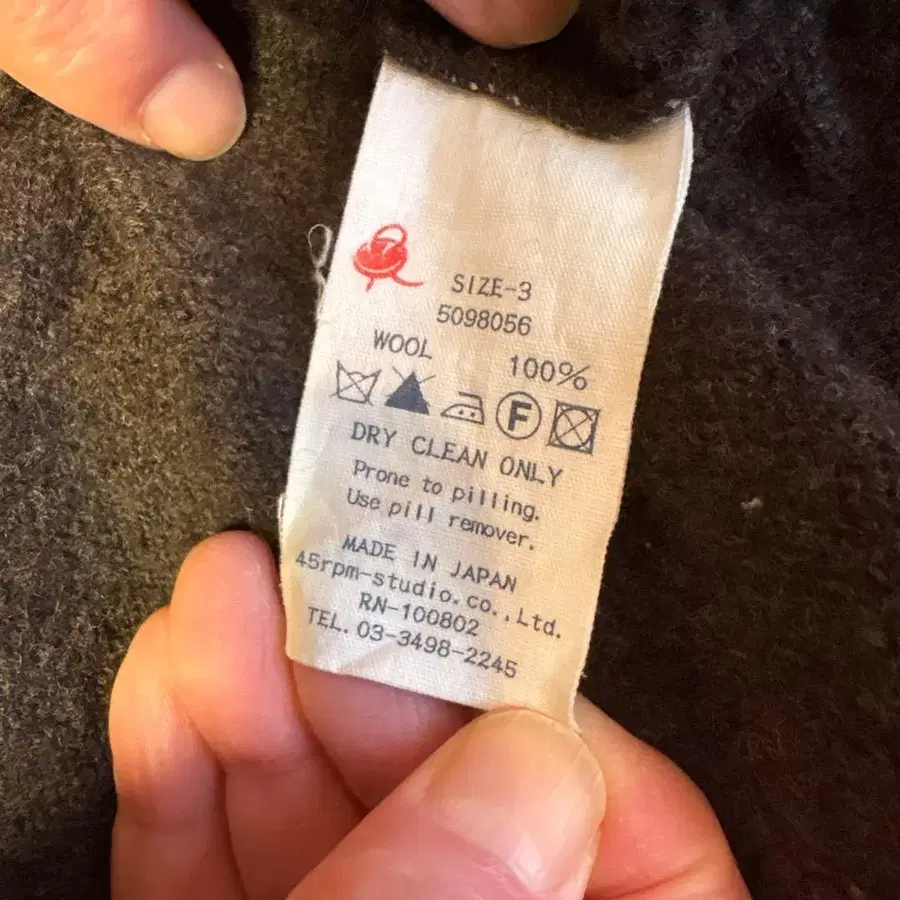 SIZE-3
5098056
WOOL 100%
F
DRY CLEAN ONLY
Prone to pilling.
Use pill remover.
MADE IN JAPAN
45rpm-studio.co.,Ltd.
RN-100802
TEL. 03-3498-2245